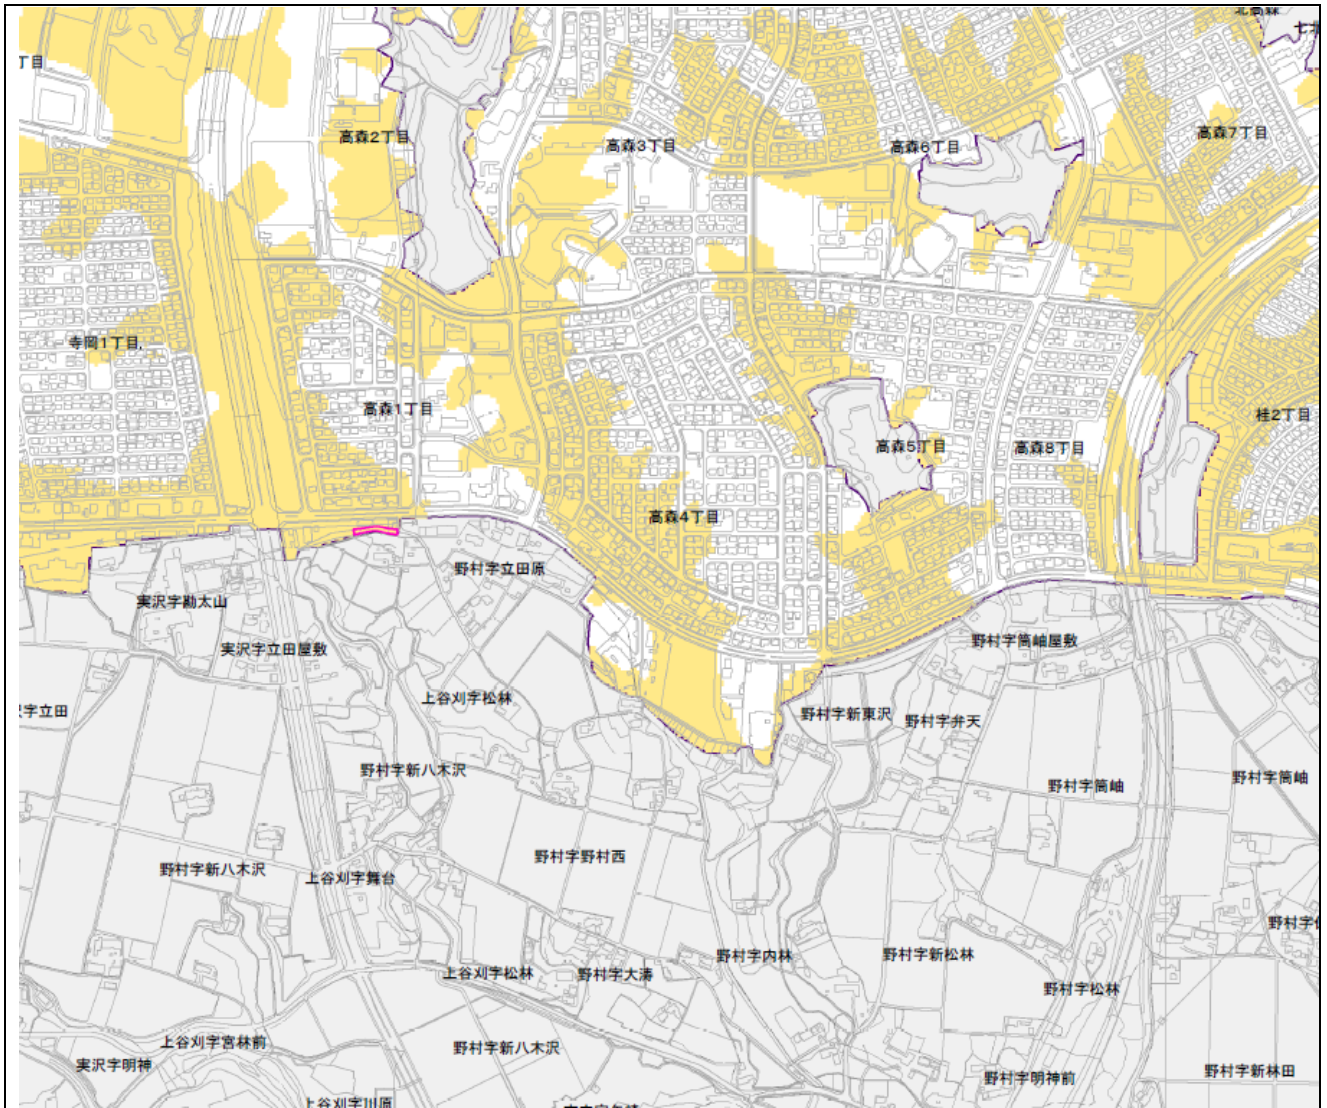 丁目
高森2丁目
高森3丁目
高森6丁目
高森7丁目
寺岡1丁目
高森1丁目
高森5丁目
高森8丁目
桂2丁目
高森4丁目
野村字立田原
実沢字勘太山
実沢字立田屋敷
野村字筒岫屋敷
上谷刈字松林
字立田
野村字新東沢
野村字弁天
野村字新八木沢
野村字筒岫
野村字筒岫
野村字野村西
野村字新八木沢
上谷刈字舞台
野村字
野村字内林
野村字新松林
上谷刈字松林
野村字大濤
野村字松林
上谷刈字宮林前
野村字新八木沢
実沢字明神
野村字明神前
野村字新林田
上谷刈字川原